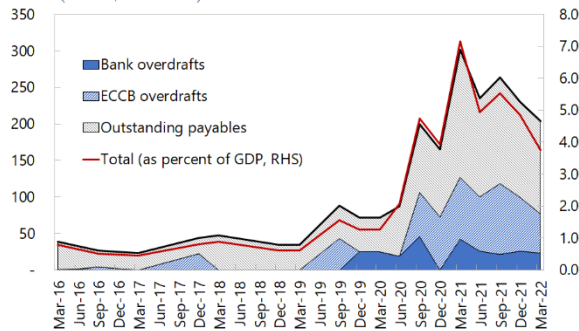 350
300
250
200
150
100
50
-
8.0
7.0
6.0
5.0
4.0
3.0
2.0
1.0
0.0
Bank overdrafts
ECCB overdrafts
Outstanding payables
Total (as percent of GDP, RHS)
Mar-16
Jun-16
Sep-16
Dec-16
Mar-17
Jun-17
Sep-17
Dec-17
Mar-18
Jun-18
Sep-18
Dec-18
Mar-19
Jun-19
Sep-19
Dec-19
Mar-20
Jun-20
Sep-20
Dec-20
Mar-21
Jun-21
Sep-21
Dec-21
Mar-22